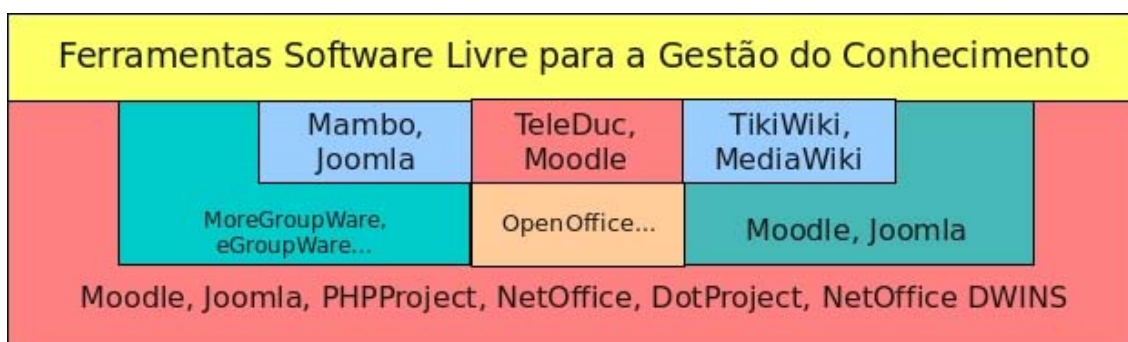 Ferramentas Software Livre para a Gestão do Conhecimento
Mambo,
Joomla
TeleDuc,
Moodle
TikiWiki,
MediaWiki
MoreGroupWare,
eGroupWare...
OpenOffice...
Moodle, Joomla
Moodle, Joomla, PHPProject, NetOffice, DotProject, NetOffice DWINS